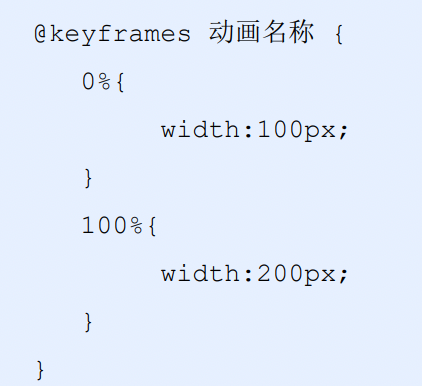 @keyframes 动画名称 {
0%{
width:100px;
}
100%{
width:200px;
}
}